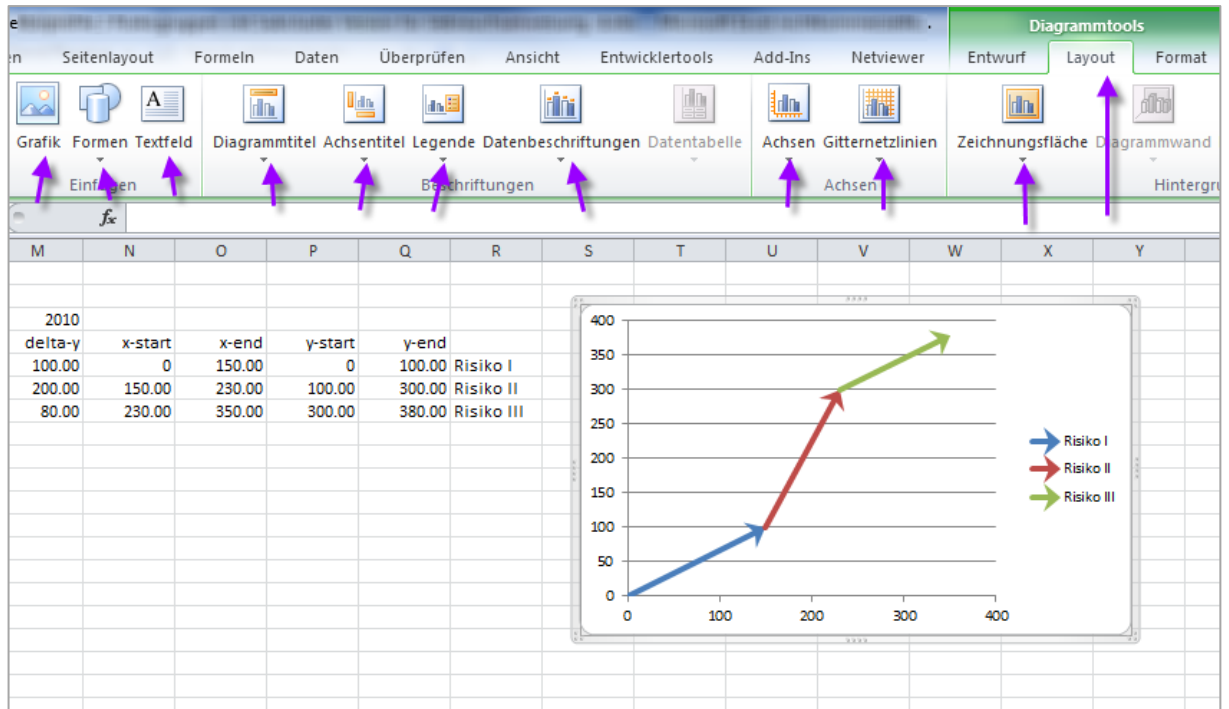 Diagrammtools
en Seitenlayout Formeln Daten Überprüfen Ansicht Entwicklertools Add-Ins Netviewer Entwurf Layout Format
Grafik Formen Textfeld Diagrammtitel Achsentitel Legende Datenbeschriftungen Datentabelle Achsen Gitternetzlinien Zeichnungsfläche Diagrammwand
Einfügen Beschriftungen Achsen Hintergru
fx
M N O P Q R S T U V W X Y
2010
delta-y x-start x-end y-start y-end
100.00 0 150.00 0 100.00 Risiko I
200.00 150.00 230.00 100.00 300.00 Risiko II
80.00 230.00 350.00 300.00 380.00 Risiko III
400
350
300
250
200
150
100
50
0
0 100 200 300 400
Risiko I
Risiko II
Risiko III